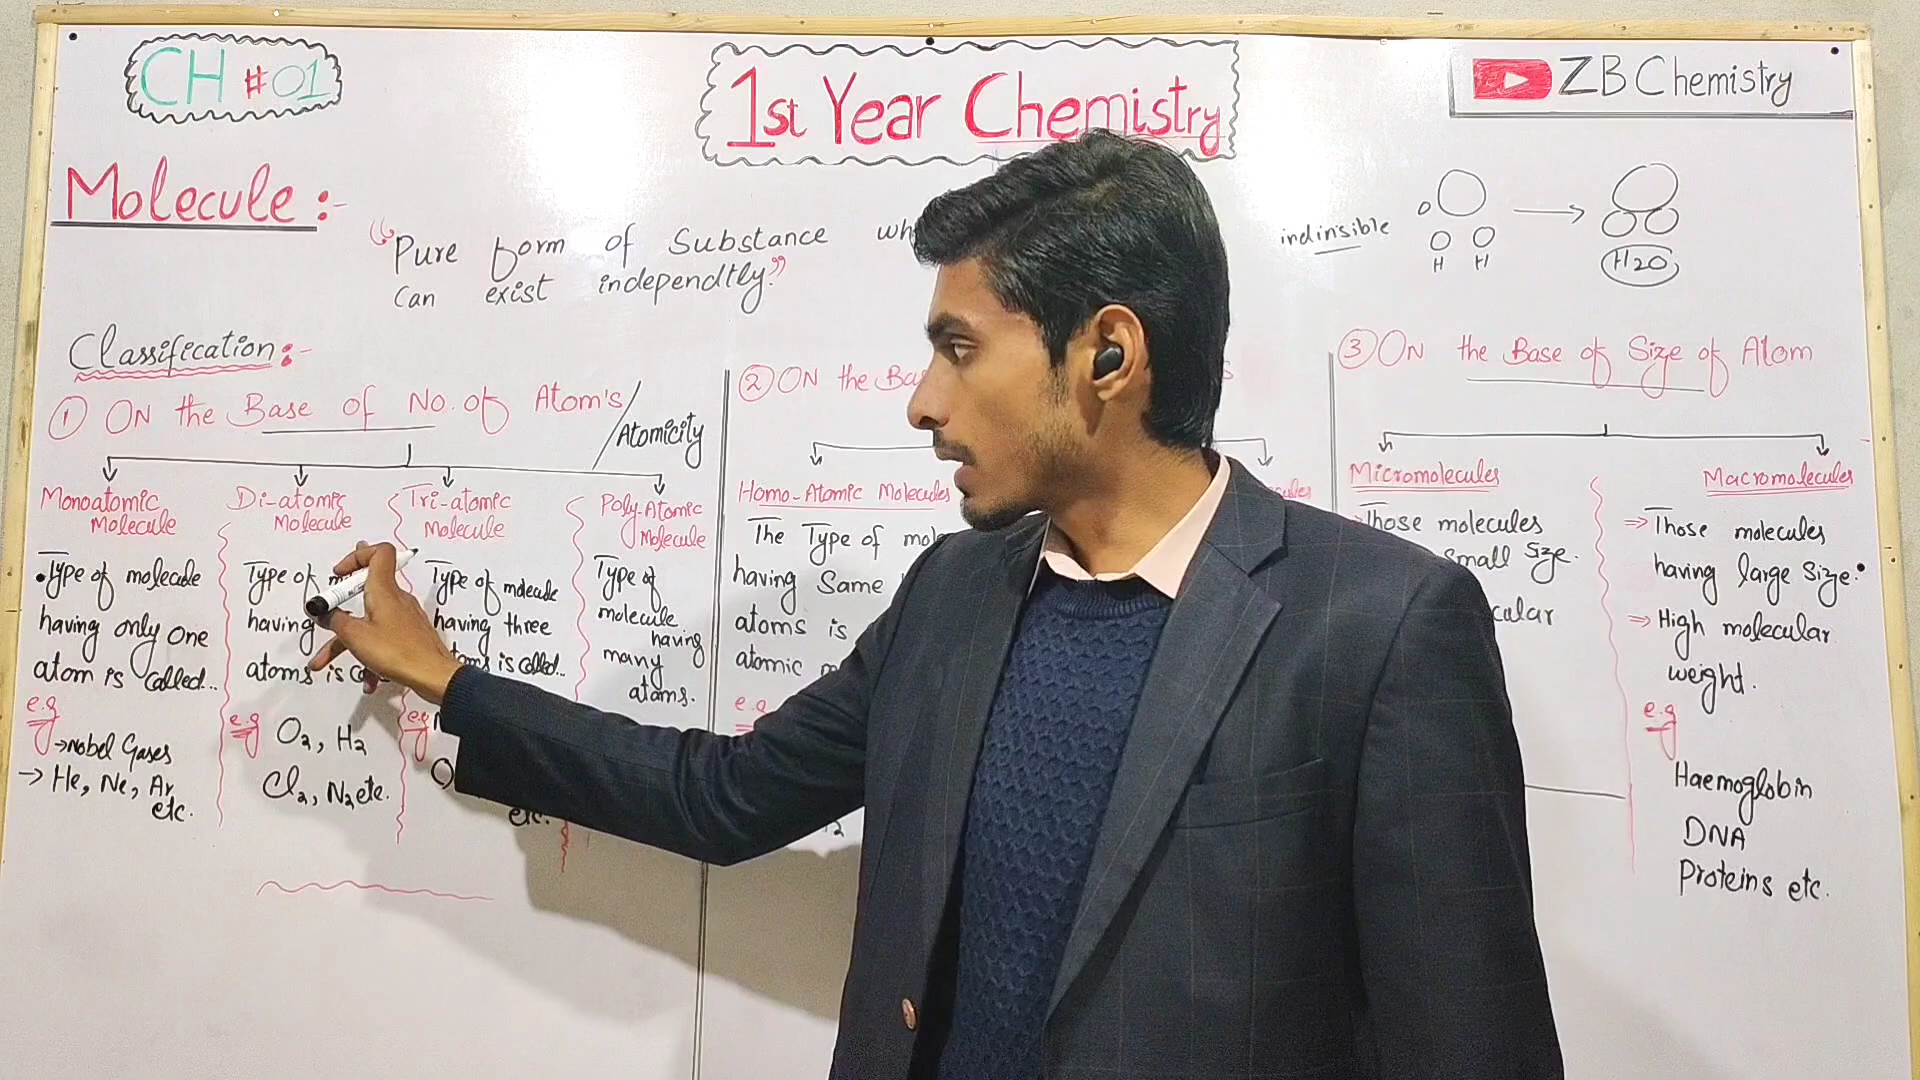 CH #01
1st Year Chemistry
ZB Chemistry
Molecule :-
"Pure form of Substance
can exist independtly."
indinsible
H H
H2O
Classification :-
① ON the Base of No. of Atom's/
Atomicity
Monoatomic
Molecule
• Type of molecule
having only one
atom is called...
e.g
→ nobel Gases
→ He, Ne, Ar
etc.
Di-atomic
Molecule
Type of
having
atoms is
e.g O2, H2
Cl2, N2 etc.
Tri-atomic
Molecule
Type of molecule
having three
is called...
e.g
etc.
Poly-Atomic
Molecule
Type of
molecule
having
many
atoms.
② ON the
Homo-Atomic Molecules
The Type of
having Same
atoms is
atomic
e.g
③ ON the Base of Size of Atom
Micromolecules
Those molecules
Small Size.
Macromolecules
⇒ Those molecules
having large size.
⇒ High molecular
weight.
e.g
Haemoglobin
DNA
Proteins etc.